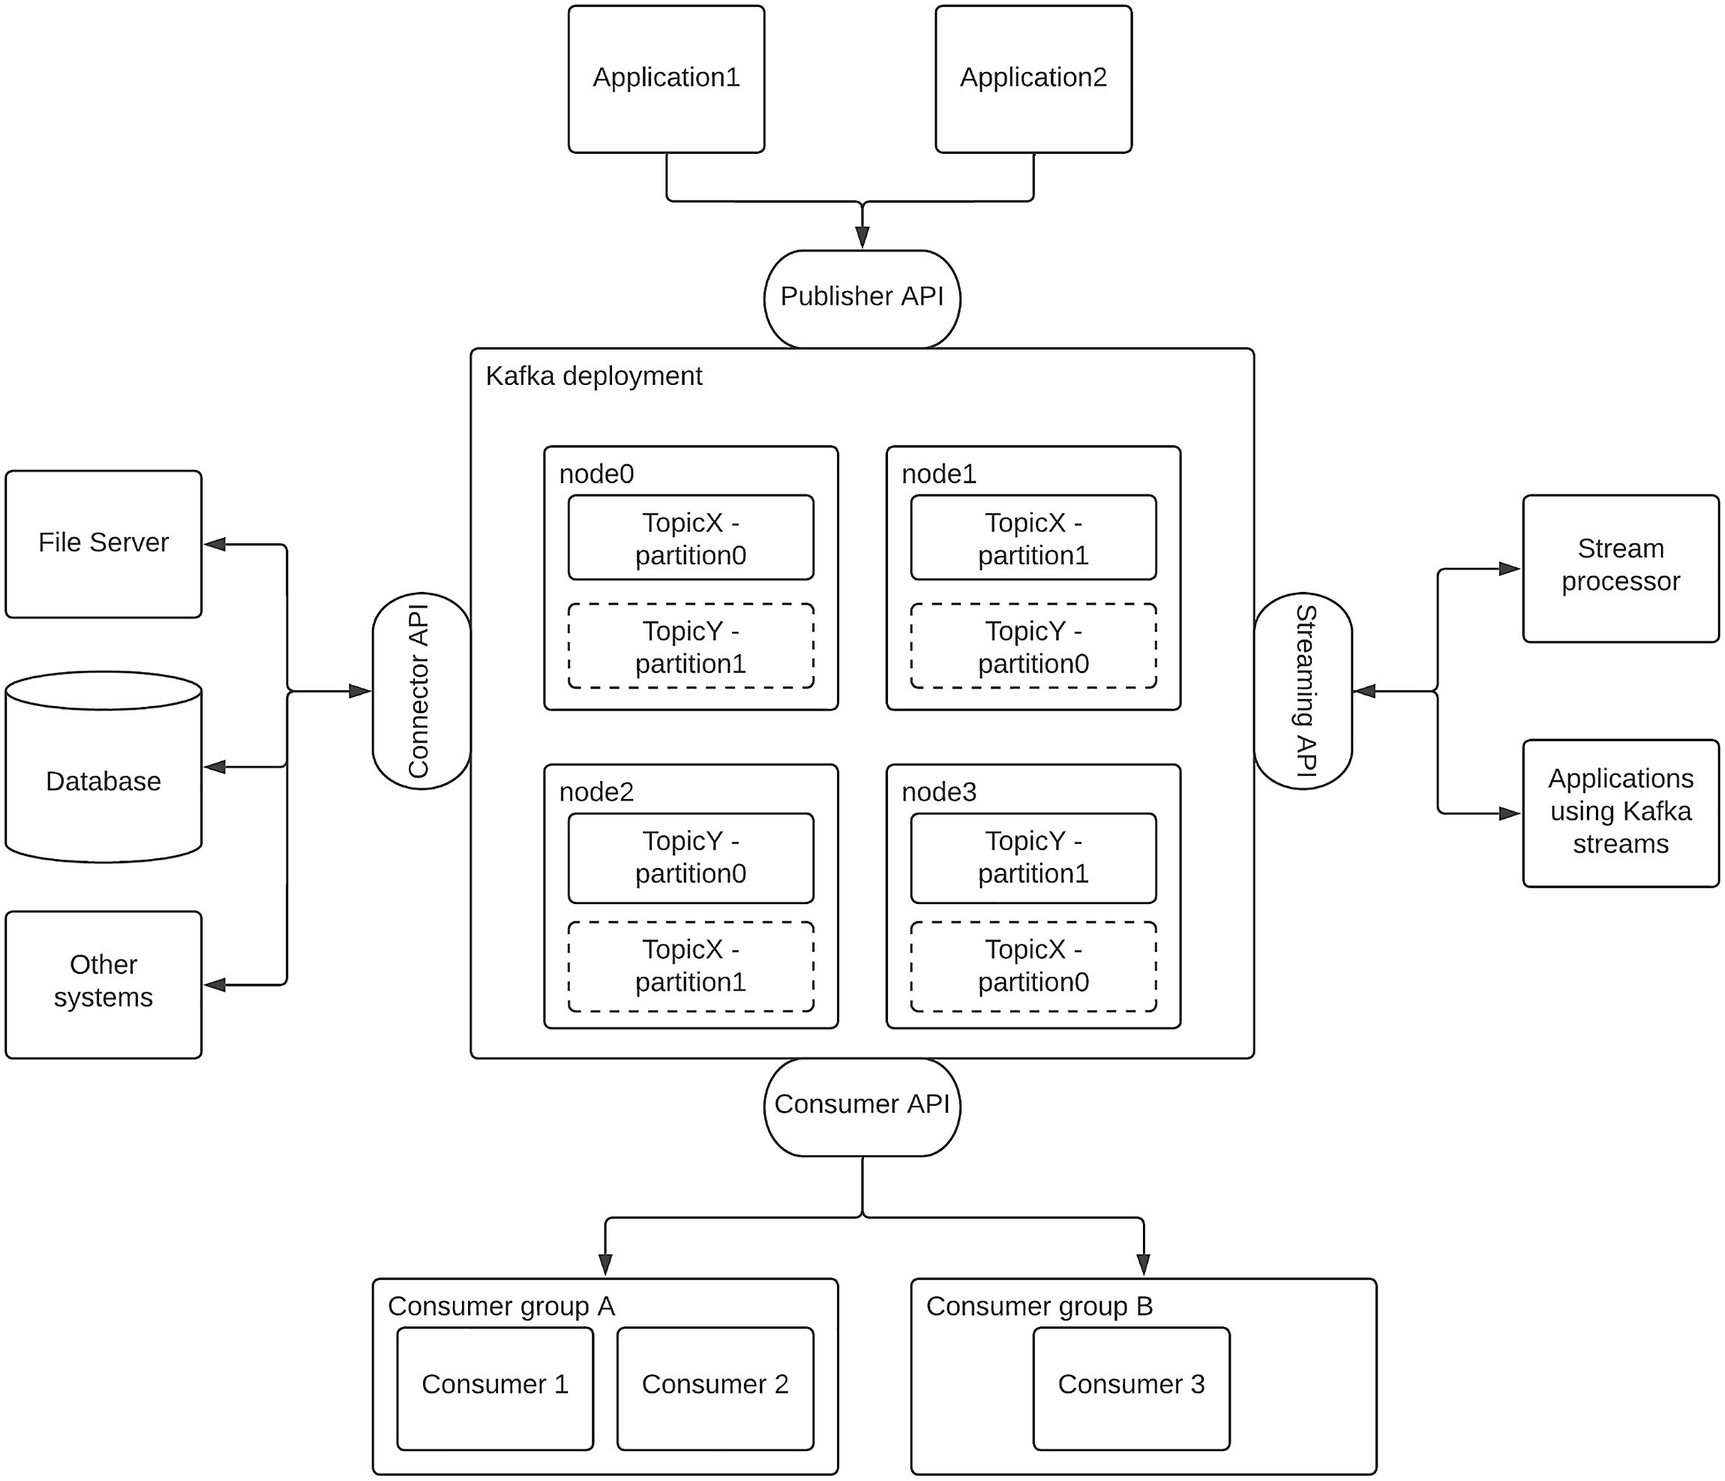 Application1
Application2
Publisher API
Kafka deployment
node0
TopicX -
partition0
TopicY -
partition1
node1
TopicX -
partition1
TopicY -
partition0
node2
TopicY -
partition0
TopicX -
partition1
node3
TopicY -
partition1
TopicX -
partition0
File Server
Database
Other
systems
Connector API
Streaming API
Stream
processor
Applications
using Kafka
streams
Consumer API
Consumer group A
Consumer 1
Consumer 2
Consumer group B
Consumer 3